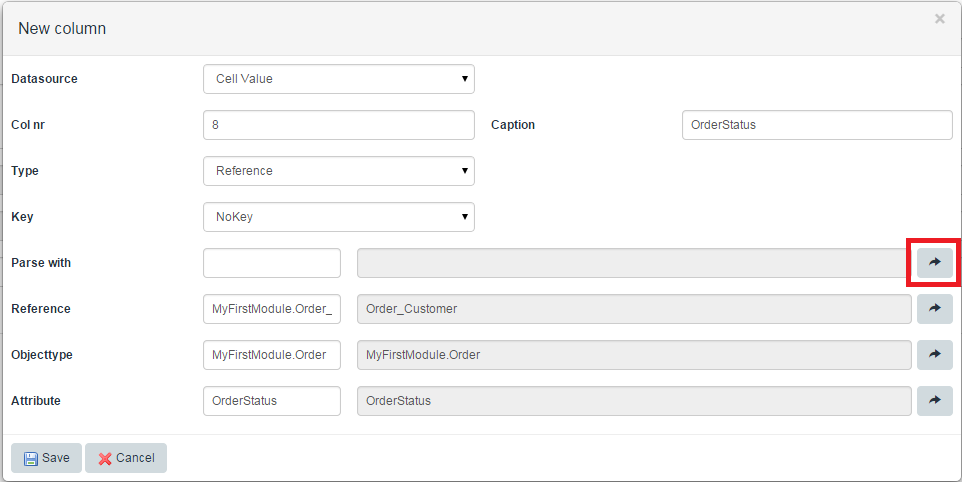 New column ×
Datasource Cell Value
Col nr 8 Caption OrderStatus
Type Reference
Key NoKey
Parse with
Reference MyFirstModule.Order_ Order_Customer
Objecttype MyFirstModule.Order MyFirstModule.Order
Attribute OrderStatus OrderStatus
Save Cancel